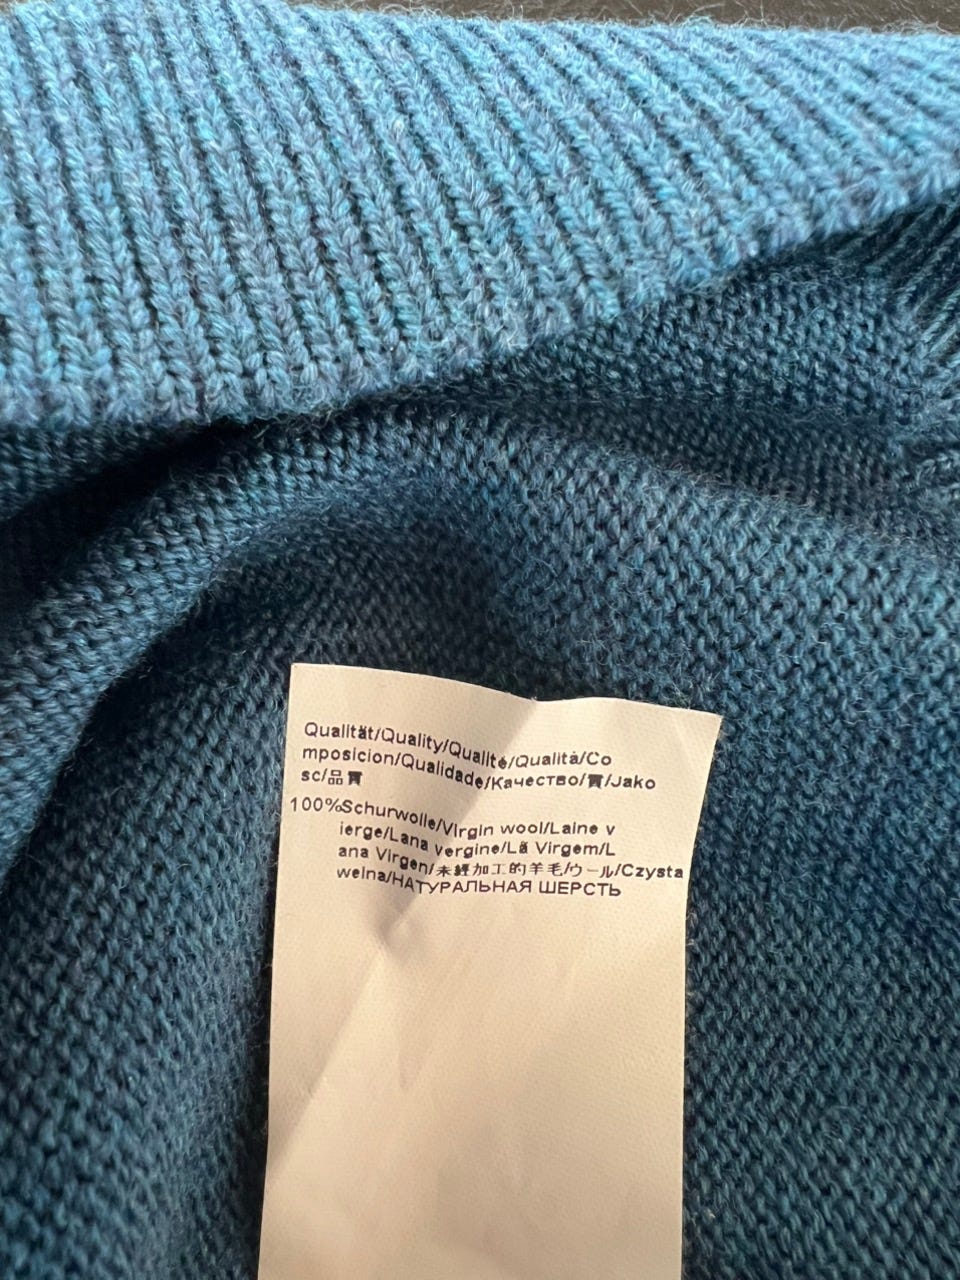 Qualität/Quality/Qualité/Qualità/Co
mposicion/Qualidade/Качество/質/Jako
sc/品質
100%Schurwolle/Virgin wool/Laine v
ierge/Lana vergine/Lã Virgem/L
ana Virgen/未經加工的羊毛/ウール/Czysta
welna/НАТУРАЛЬНАЯ ШЕРСТЬ